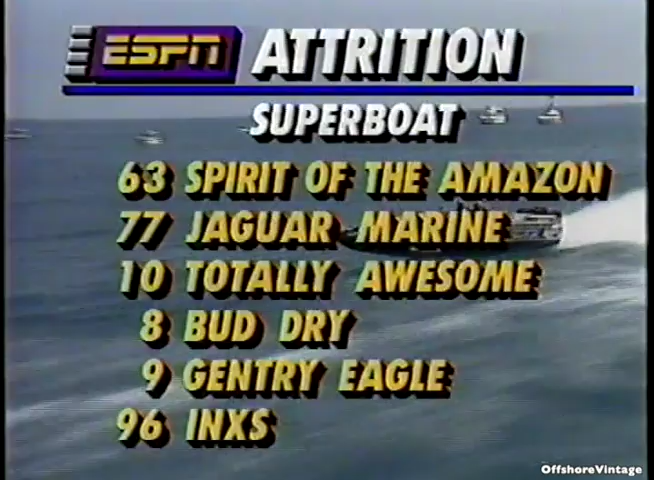 ESPN ATTRITION
SUPERBOAT
63 SPIRIT OF THE AMAZON
77 JAGUAR MARINE
10 TOTALLY AWESOME
8 BUD DRY
9 GENTRY EAGLE
96 INXS
OffshoreVintage